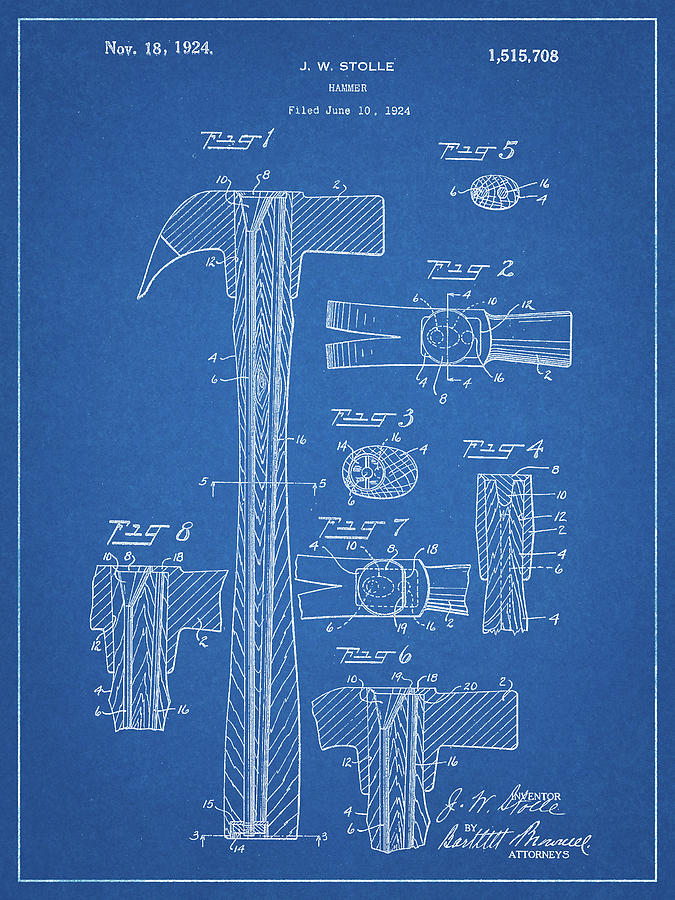 Nov. 18, 1924.
1,515,708
J. W. STOLLE
HAMMER
Filed June 10, 1924
Fig 1
10 8 2
12
4
6
16
5 5
15
3 3
14
Fig 5
6 16
4
Fig 2
6 4 10 12
4 8 4 16 2
Fig 3
14 16 4
6
Fig 4
8
10
12
2
4
6
4
Fig 8
10 8 18
12 2
4
6 16
Fig 7
4 10 8 18
6 19 16 2
Fig 6
10 19 18 20 2
12 16
4
6
INVENTOR
J. W. Stolle
BY
Bartlett Brownell
ATTORNEYS